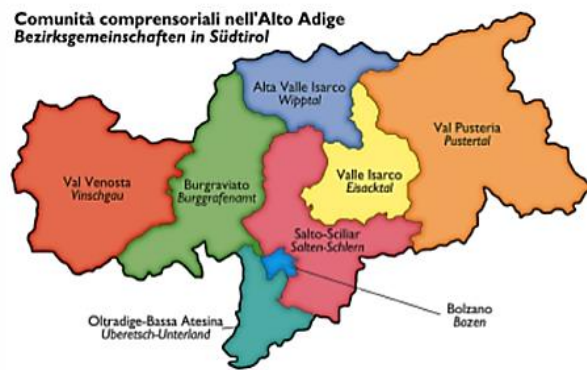 Comunità comprensoriali nell'Alto Adige
Bezirksgemeinschaften in Südtirol
Alta Valle Isarco
Wipptal
Val Pusteria
Pustertal
Val Venosta
Vinschgau
Burgraviato
Burggrafenamt
Valle Isarco
Eisacktal
Salto-Sciliar
Salten-Schlern
Bolzano
Bozen
Oltradige-Bassa Atesina
Überetsch-Unterland